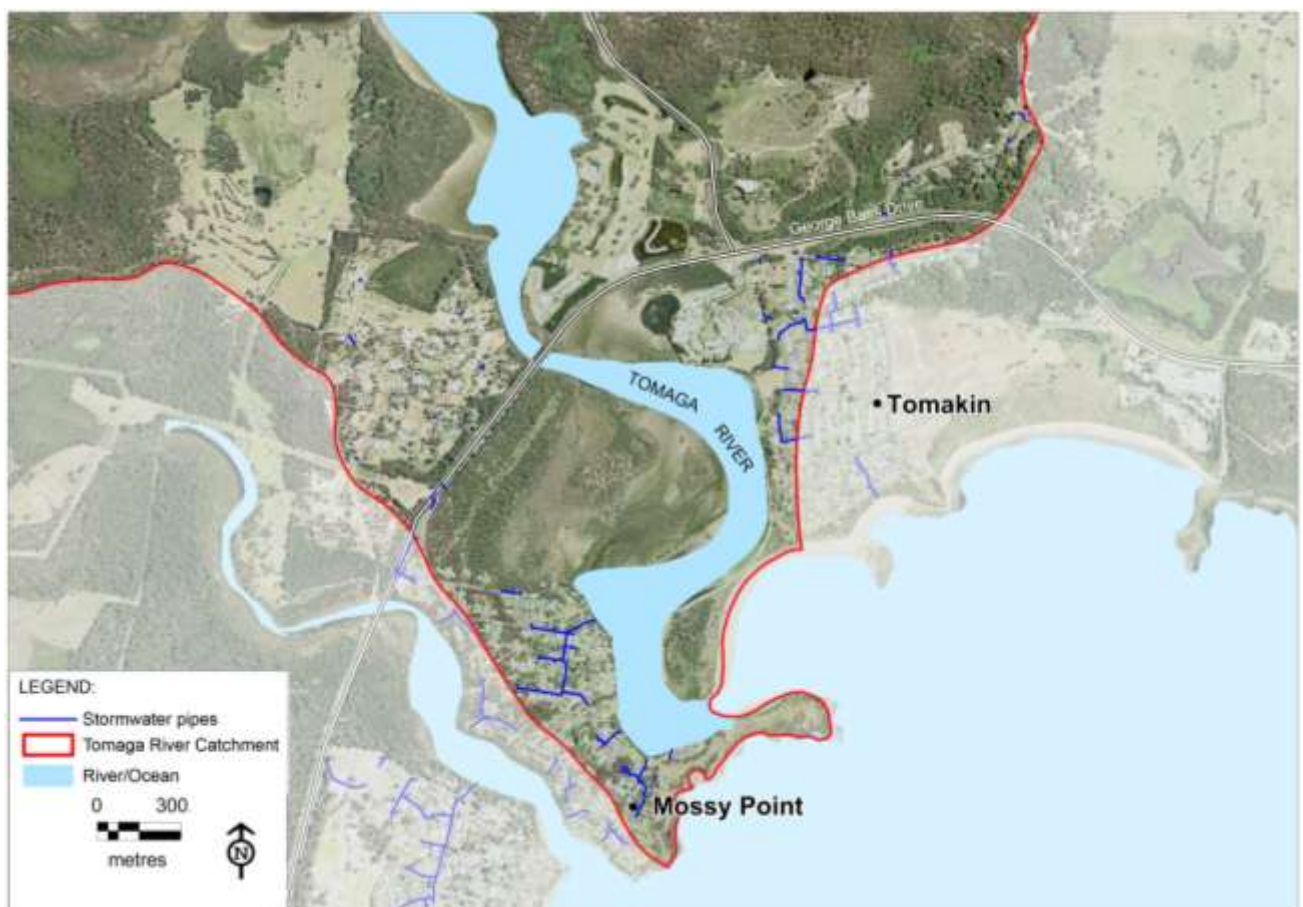 George Bass Drive
TOMAGA
RIVER
Tomakin
Mossy Point
LEGEND:
Stormwater pipes
Tomaga River Catchment
River/Ocean
0 300
metres
N